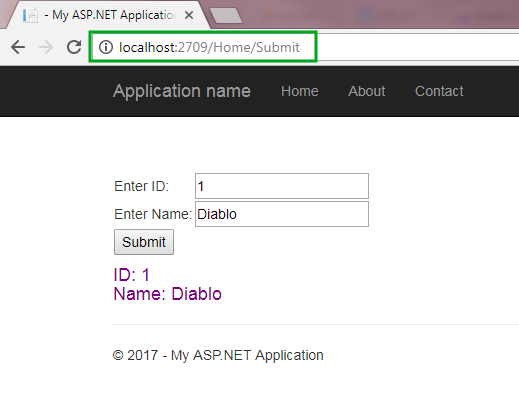 - My ASP.NET Application
localhost:2709/Home/Submit
Application name Home About Contact
Enter ID: 1
Enter Name: Diablo
Submit
ID: 1
Name: Diablo
© 2017 - My ASP.NET Application